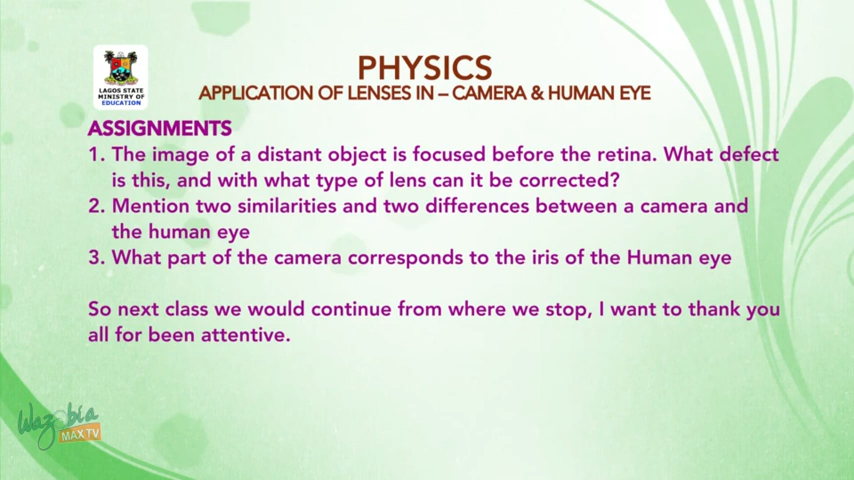 PHYSICS
APPLICATION OF LENSES IN – CAMERA & HUMAN EYE
LAGOS STATE
MINISTRY OF
EDUCATION
ASSIGNMENTS
1. The image of a distant object is focused before the retina. What defect
is this, and with what type of lens can it be corrected?
2. Mention two similarities and two differences between a camera and
the human eye
3. What part of the camera corresponds to the iris of the Human eye
So next class we would continue from where we stop, I want to thank you
all for been attentive.
Wazobia
MAX TV